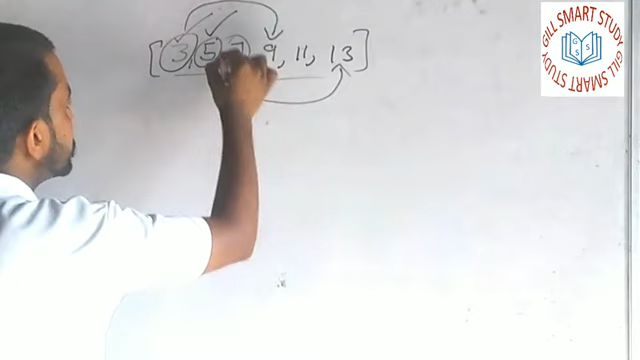 [3, 5 7 9, 11, 13]
GILL SMART STUDY GILL SMART STUDY
G S S